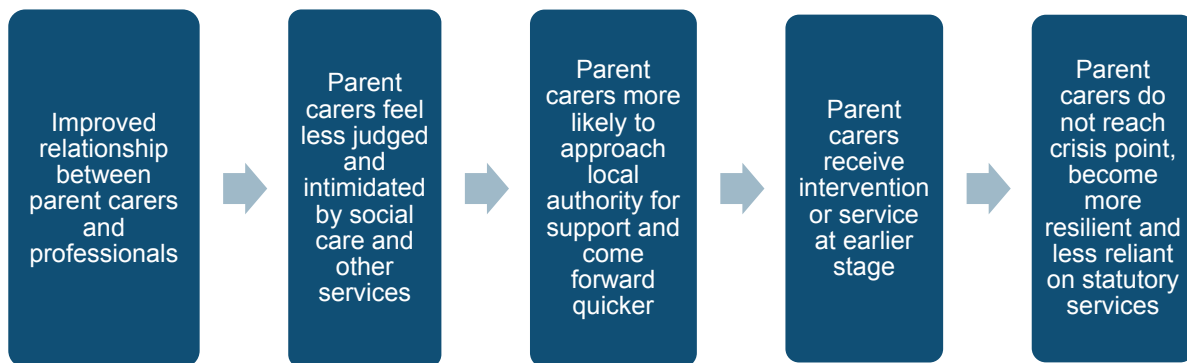 Improved
relationship
between
parent carers
and
professionals
Parent
carers feel
less judged
and
intimidated
by social
care and
other
services
Parent
carers more
likely to
approach
local
authority for
support and
come
forward
quicker
Parent
carers
receive
intervention
or service
at earlier
stage
Parent
carers do
not reach
crisis point,
become
more
resilient and
less reliant
on statutory
services